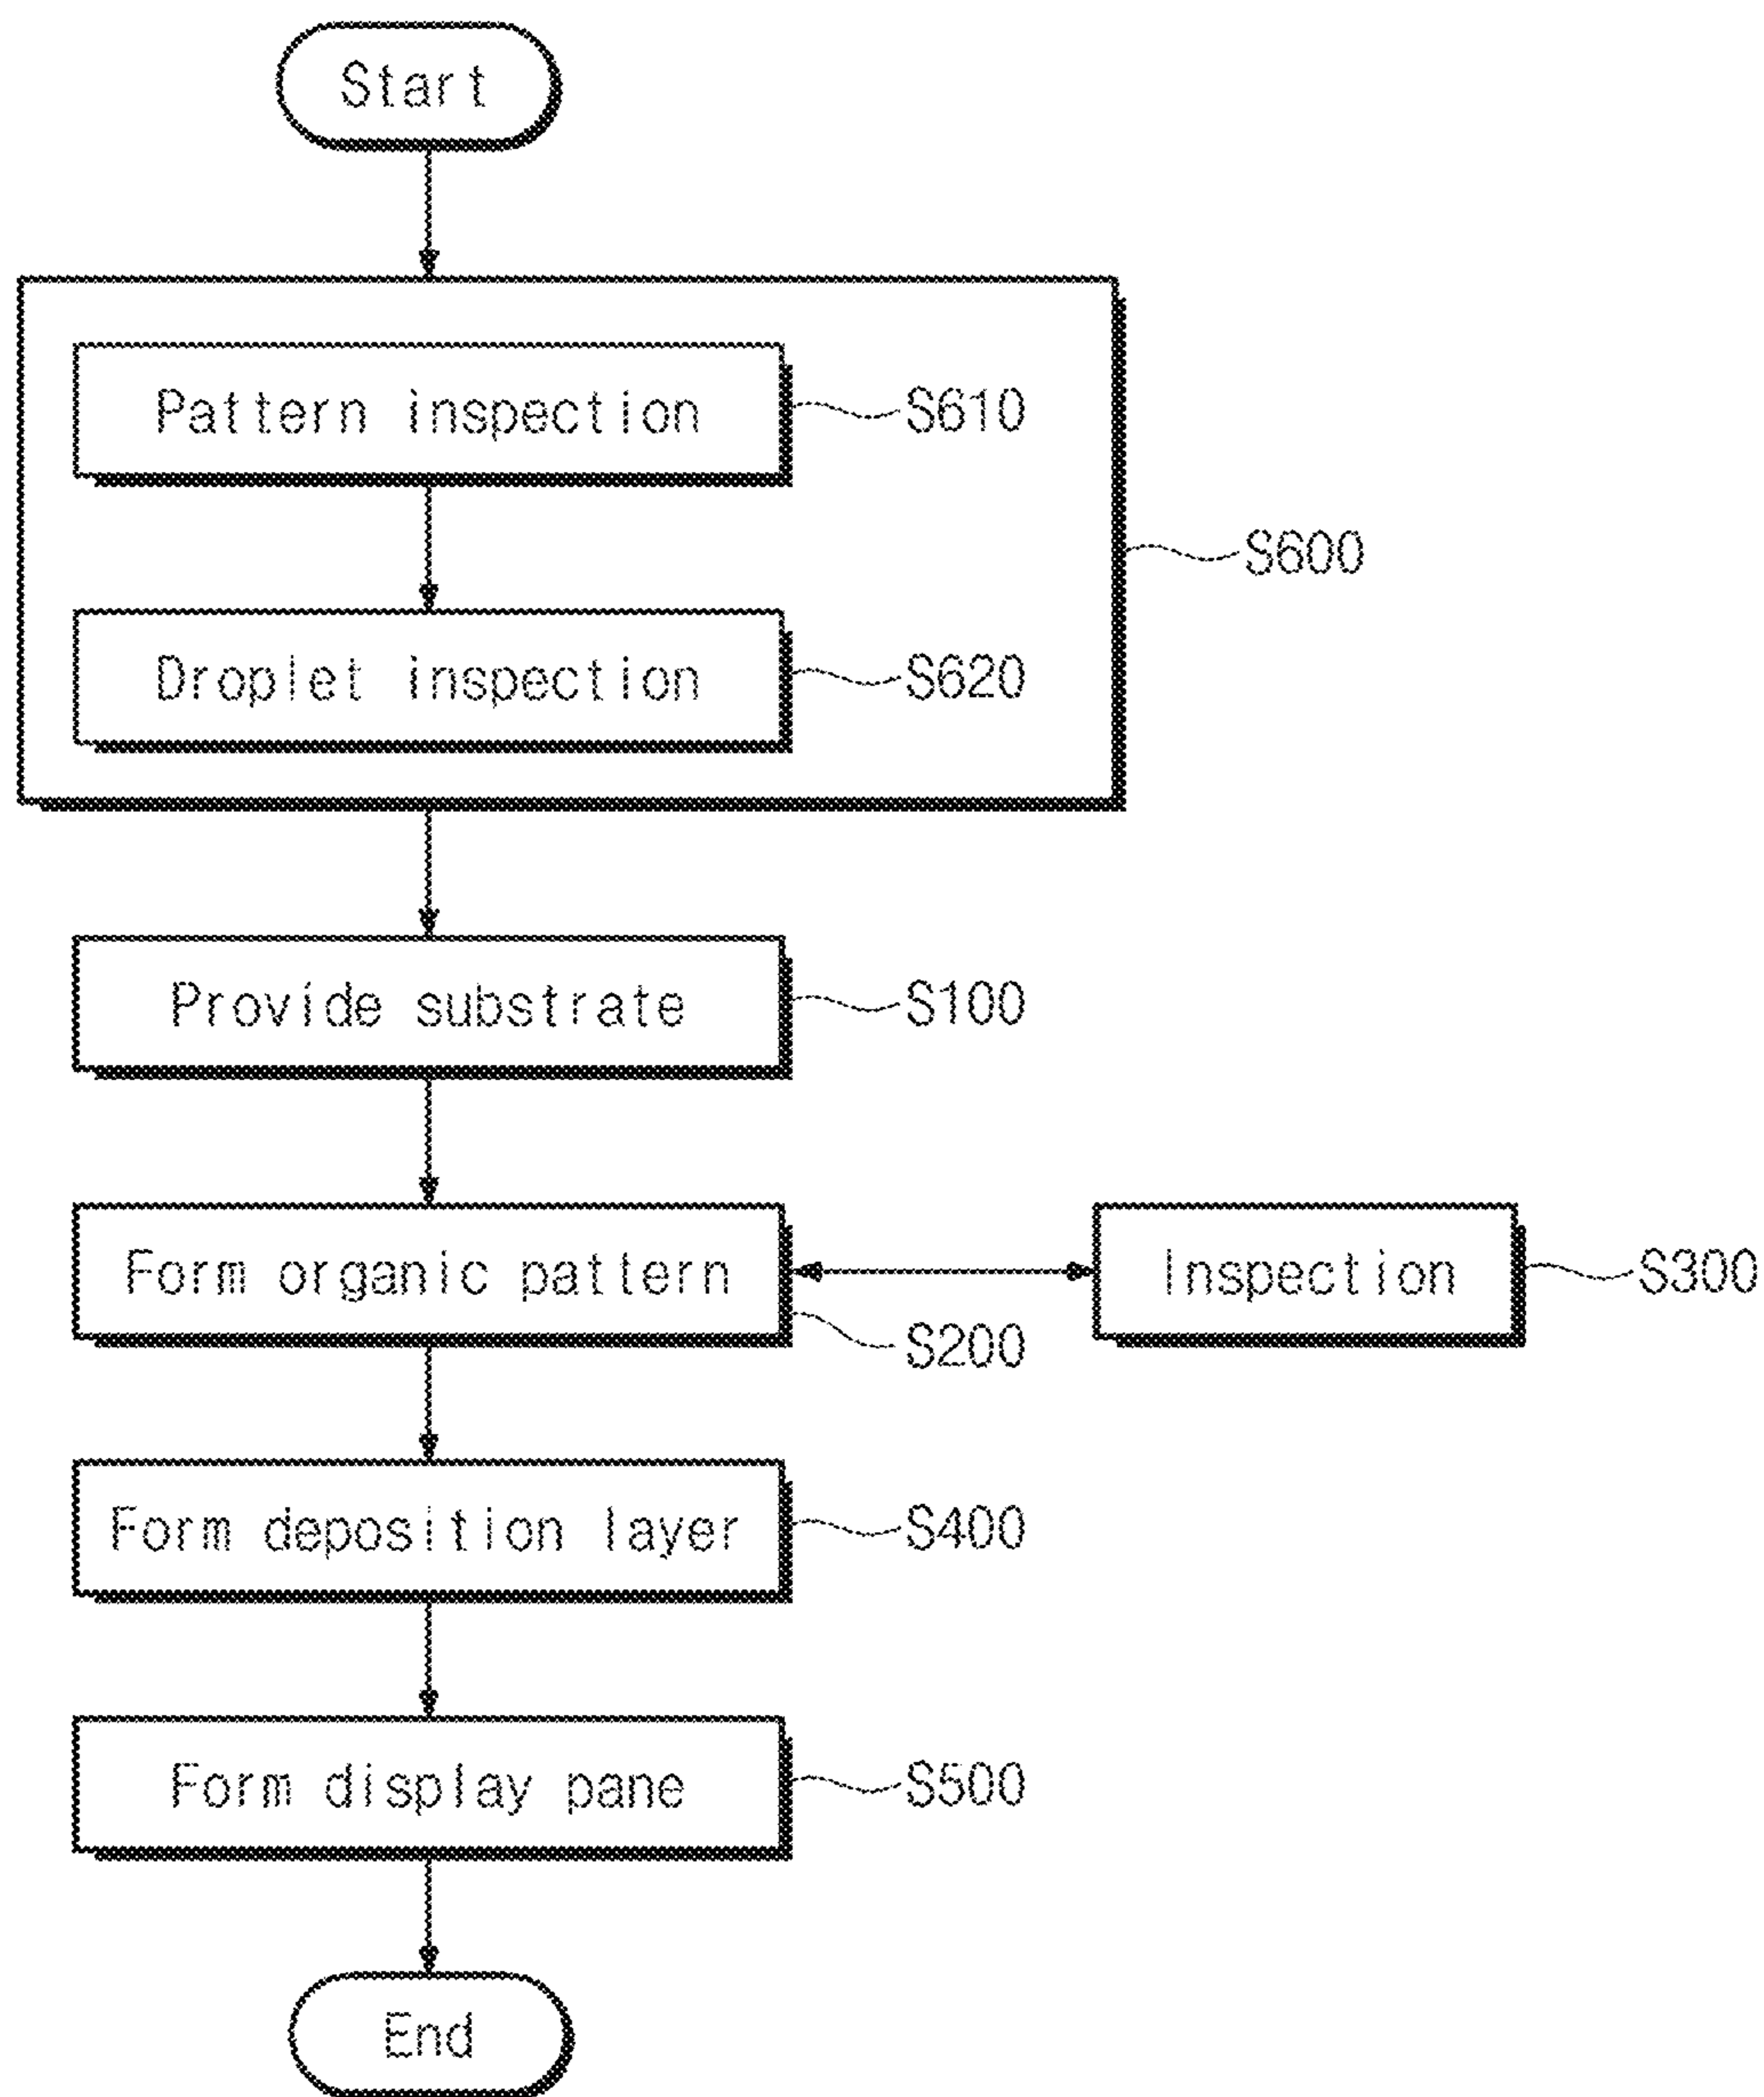 Start
Pattern inspection
S610
S600
Droplet inspection
S620
Provide substrate
S100
Form organic pattern
Inspection
S300
S200
Form deposition layer
S400
Form display pane
S500
End